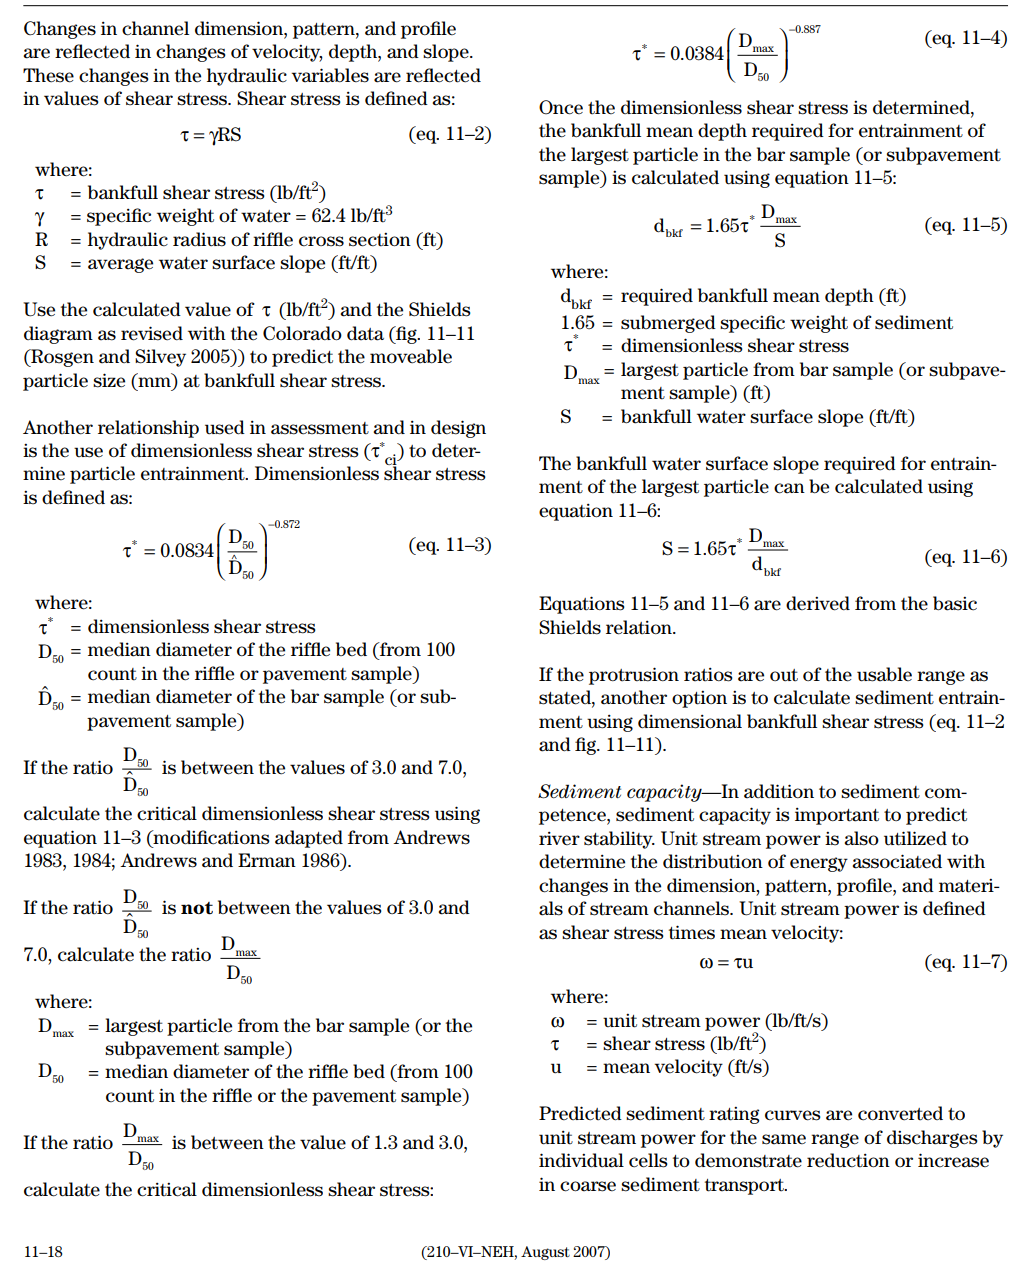 Changes in channel dimension, pattern, and profile
are reflected in changes of velocity, depth, and slope.
These changes in the hydraulic variables are reflected
in values of shear stress. Shear stress is defined as:
τ = γRS (eq. 11–2)
where:
τ = bankfull shear stress (lb/ft²)
γ = specific weight of water = 62.4 lb/ft³
R = hydraulic radius of riffle cross section (ft)
S = average water surface slope (ft/ft)
Use the calculated value of τ (lb/ft²) and the Shields
diagram as revised with the Colorado data (fig. 11–11
(Rosgen and Silvey 2005)) to predict the moveable
particle size (mm) at bankfull shear stress.
Another relationship used in assessment and in design
is the use of dimensionless shear stress (τ*ci) to deter-
mine particle entrainment. Dimensionless shear stress
is defined as:
τ* = 0.0834(D50/D̂50)^–0.872 (eq. 11–3)
where:
τ* = dimensionless shear stress
D50 = median diameter of the riffle bed (from 100
count in the riffle or pavement sample)
D̂50 = median diameter of the bar sample (or sub-
pavement sample)
If the ratio D50/D̂50 is between the values of 3.0 and 7.0,
calculate the critical dimensionless shear stress using
equation 11–3 (modifications adapted from Andrews
1983, 1984; Andrews and Erman 1986).
If the ratio D50/D̂50 is not between the values of 3.0 and
7.0, calculate the ratio Dmax/D50
where:
Dmax = largest particle from the bar sample (or the
subpavement sample)
D50 = median diameter of the riffle bed (from 100
count in the riffle or the pavement sample)
If the ratio Dmax/D50 is between the value of 1.3 and 3.0,
calculate the critical dimensionless shear stress:
τ* = 0.0384(Dmax/D50)^–0.887 (eq. 11–4)
Once the dimensionless shear stress is determined,
the bankfull mean depth required for entrainment of
the largest particle in the bar sample (or subpavement
sample) is calculated using equation 11–5:
dbkf = 1.65τ* Dmax/S (eq. 11–5)
where:
dbkf = required bankfull mean depth (ft)
1.65 = submerged specific weight of sediment
τ* = dimensionless shear stress
Dmax = largest particle from bar sample (or subpave-
ment sample) (ft)
S = bankfull water surface slope (ft/ft)
The bankfull water surface slope required for entrain-
ment of the largest particle can be calculated using
equation 11–6:
S = 1.65τ* Dmax/dbkf (eq. 11–6)
Equations 11–5 and 11–6 are derived from the basic
Shields relation.
If the protrusion ratios are out of the usable range as
stated, another option is to calculate sediment entrain-
ment using dimensional bankfull shear stress (eq. 11–2
and fig. 11–11).
Sediment capacity—In addition to sediment com-
petence, sediment capacity is important to predict
river stability. Unit stream power is also utilized to
determine the distribution of energy associated with
changes in the dimension, pattern, profile, and materi-
als of stream channels. Unit stream power is defined
as shear stress times mean velocity:
ω = τu (eq. 11–7)
where:
ω = unit stream power (lb/ft/s)
τ = shear stress (lb/ft²)
u = mean velocity (ft/s)
Predicted sediment rating curves are converted to
unit stream power for the same range of discharges by
individual cells to demonstrate reduction or increase
in coarse sediment transport.
11–18 (210–VI–NEH, August 2007)